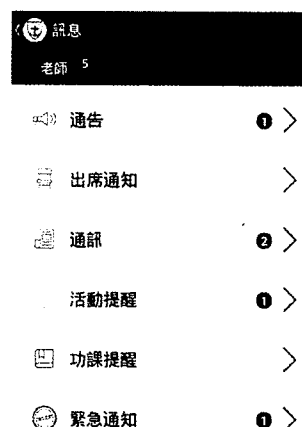 訊息
老師 5
通告 1
出席通知
通訊 2
活動提醒 1
功課提醒
緊急通知 1